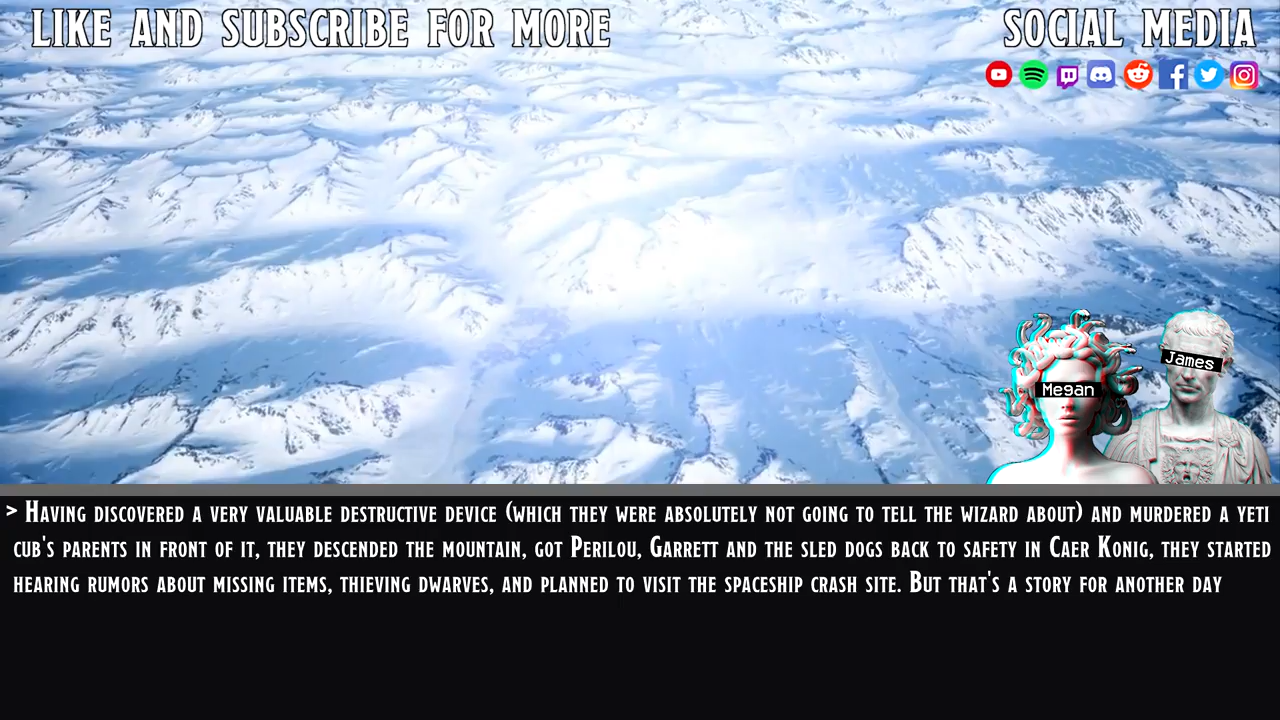 LIKE AND SUBSCRIBE FOR MORE
SOCIAL MEDIA
James
Megan
> Having discovered a very valuable destructive device (which they were absolutely not going to tell the wizard about) and murdered a yeti
cub's parents in front of it, they descended the mountain, got Perilou, Garrett and the sled dogs back to safety in Caer Konig, they started
hearing rumors about missing items, thieving dwarves, and planned to visit the spaceship crash site. But that's a story for another day